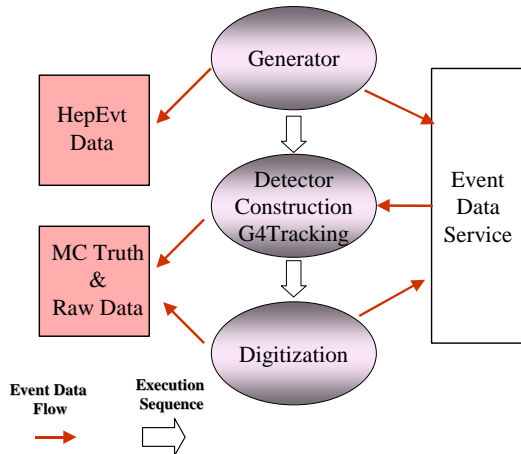 Generator
HepEvt
Data
Detector
Construction
G4Tracking
Event
Data
Service
MC Truth
&
Raw Data
Digitization
Event Data
Flow
Execution
Sequence